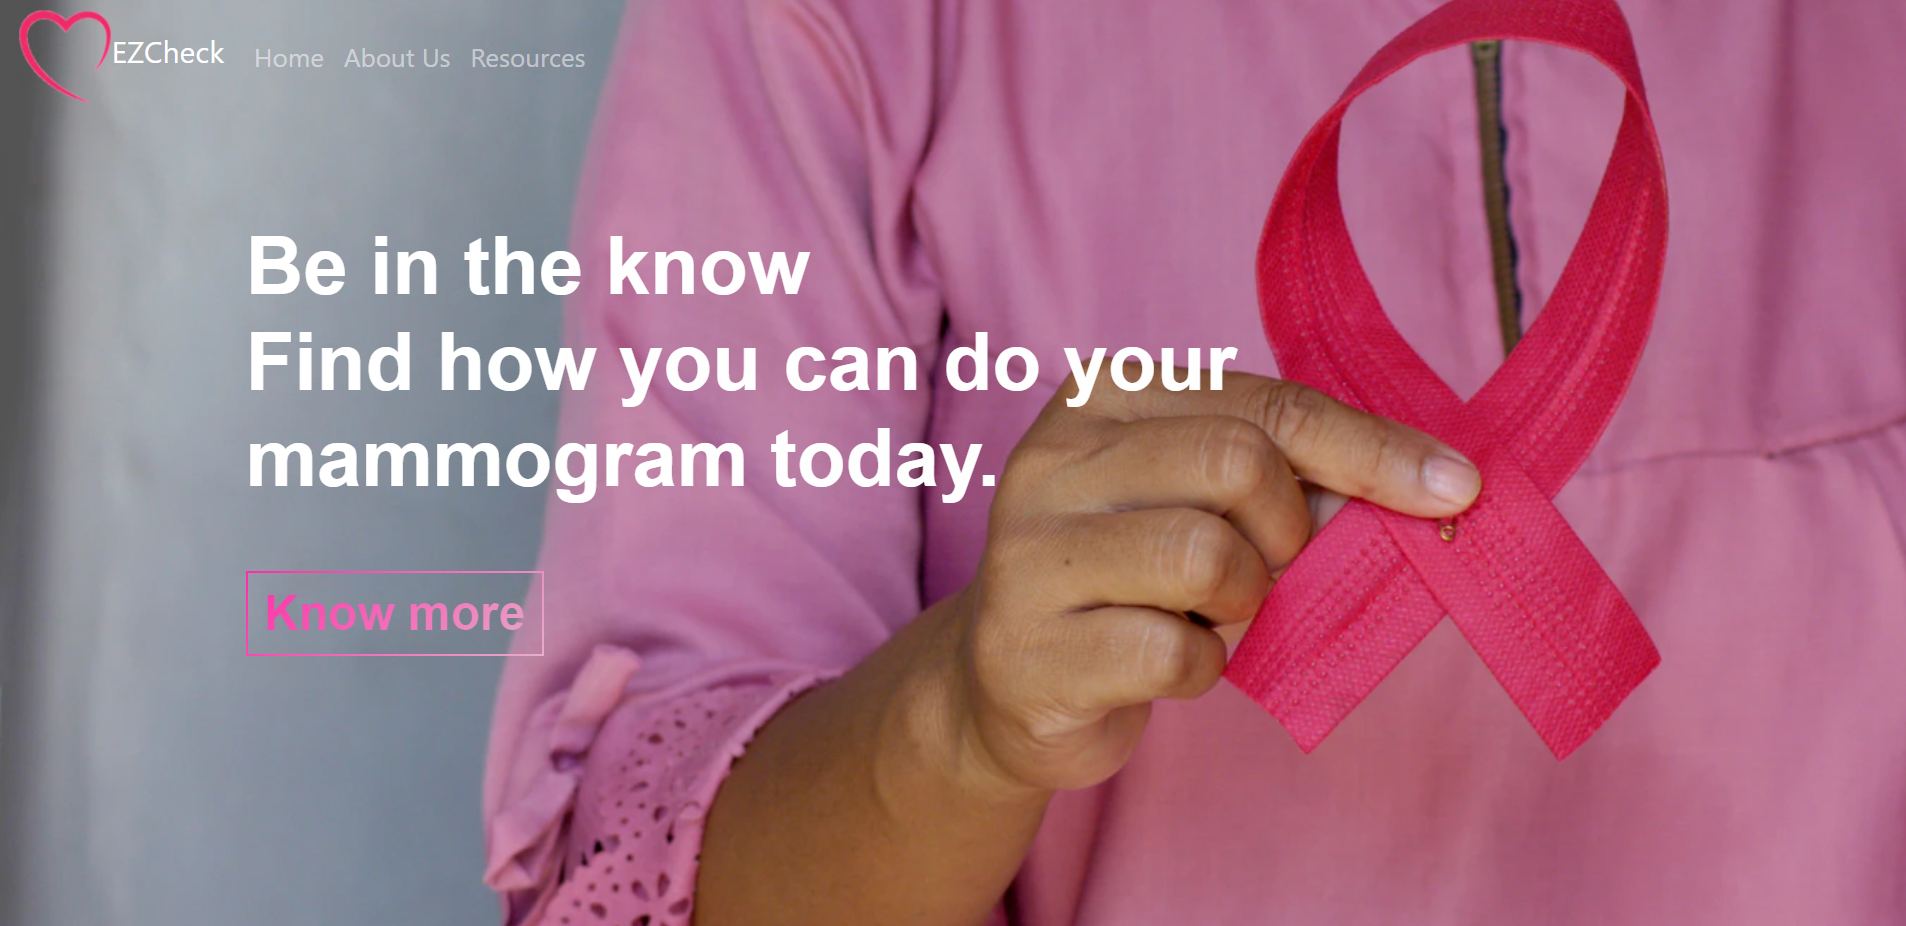 EZCheck Home About Us Resources
Be in the know
Find how you can do your
mammogram today.
Know more